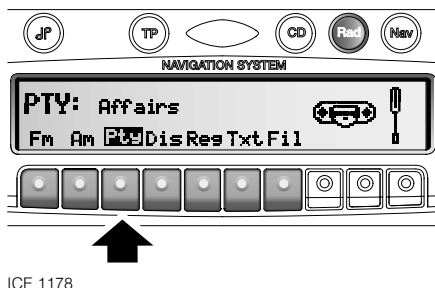 TP CD Rad Nav
NAVIGATION SYSTEM
PTY: Affairs
Fm Am Pty Dis Reg Txt Fil
ICE 1178